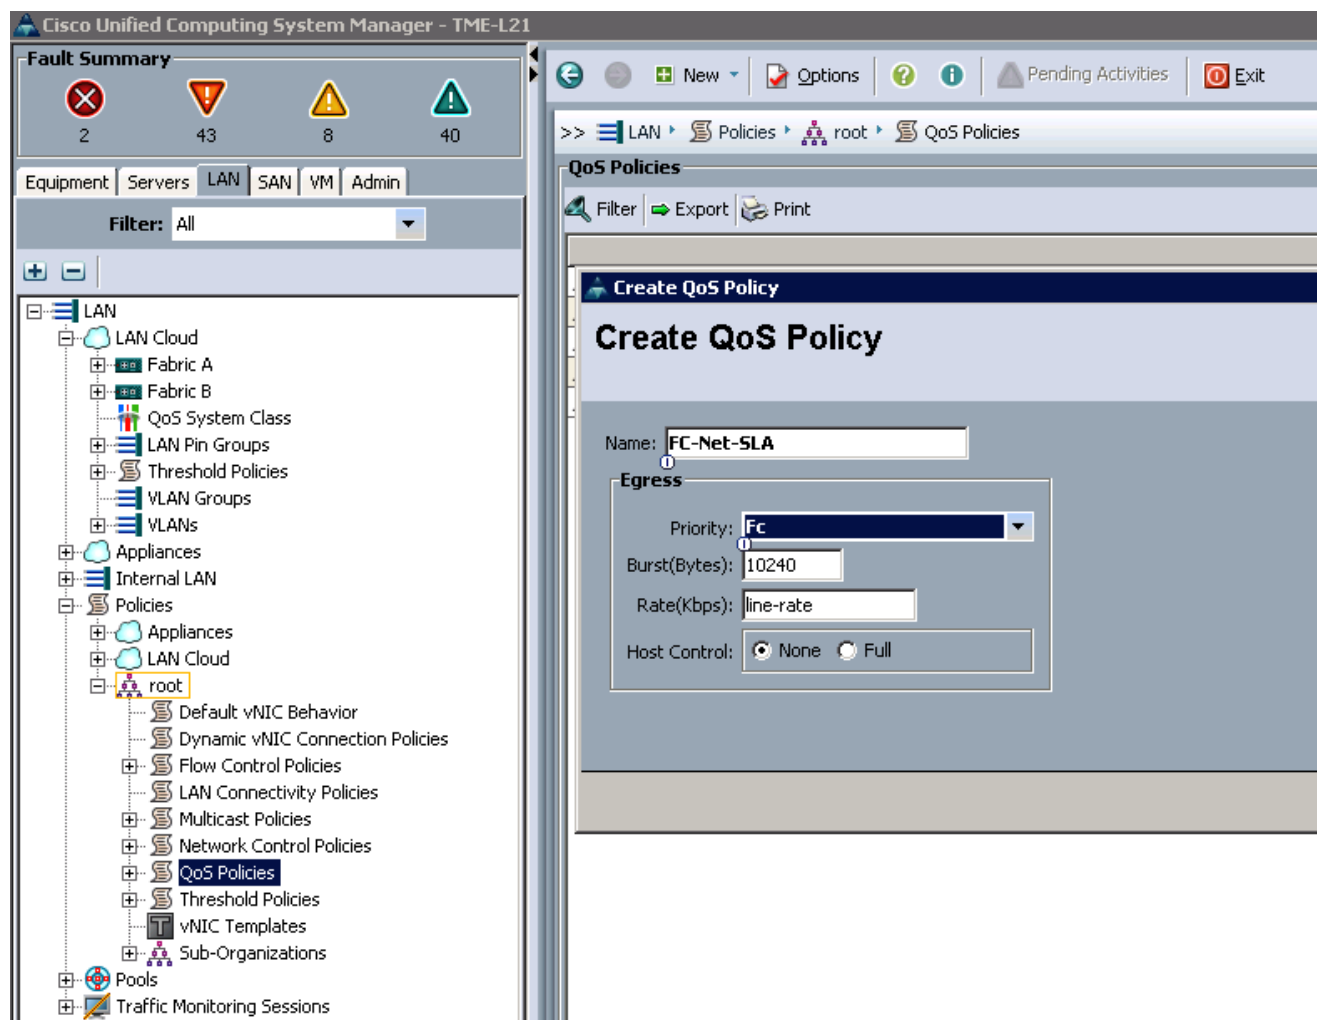 Cisco Unified Computing System Manager - TME-L21
Fault Summary
2 43 8 40
Equipment Servers LAN SAN VM Admin
Filter: All
LAN
LAN Cloud
Fabric A
Fabric B
QoS System Class
LAN Pin Groups
Threshold Policies
VLAN Groups
VLANs
Appliances
Internal LAN
Policies
Appliances
LAN Cloud
root
Default vNIC Behavior
Dynamic vNIC Connection Policies
Flow Control Policies
LAN Connectivity Policies
Multicast Policies
Network Control Policies
QoS Policies
Threshold Policies
vNIC Templates
Sub-Organizations
Pools
Traffic Monitoring Sessions
New Options Pending Activities Exit
>> LAN Policies root QoS Policies
QoS Policies
Filter Export Print
Create QoS Policy
Create QoS Policy
Name: FC-Net-SLA
Egress
Priority: Fc
Burst(Bytes): 10240
Rate(Kbps): line-rate
Host Control: None Full